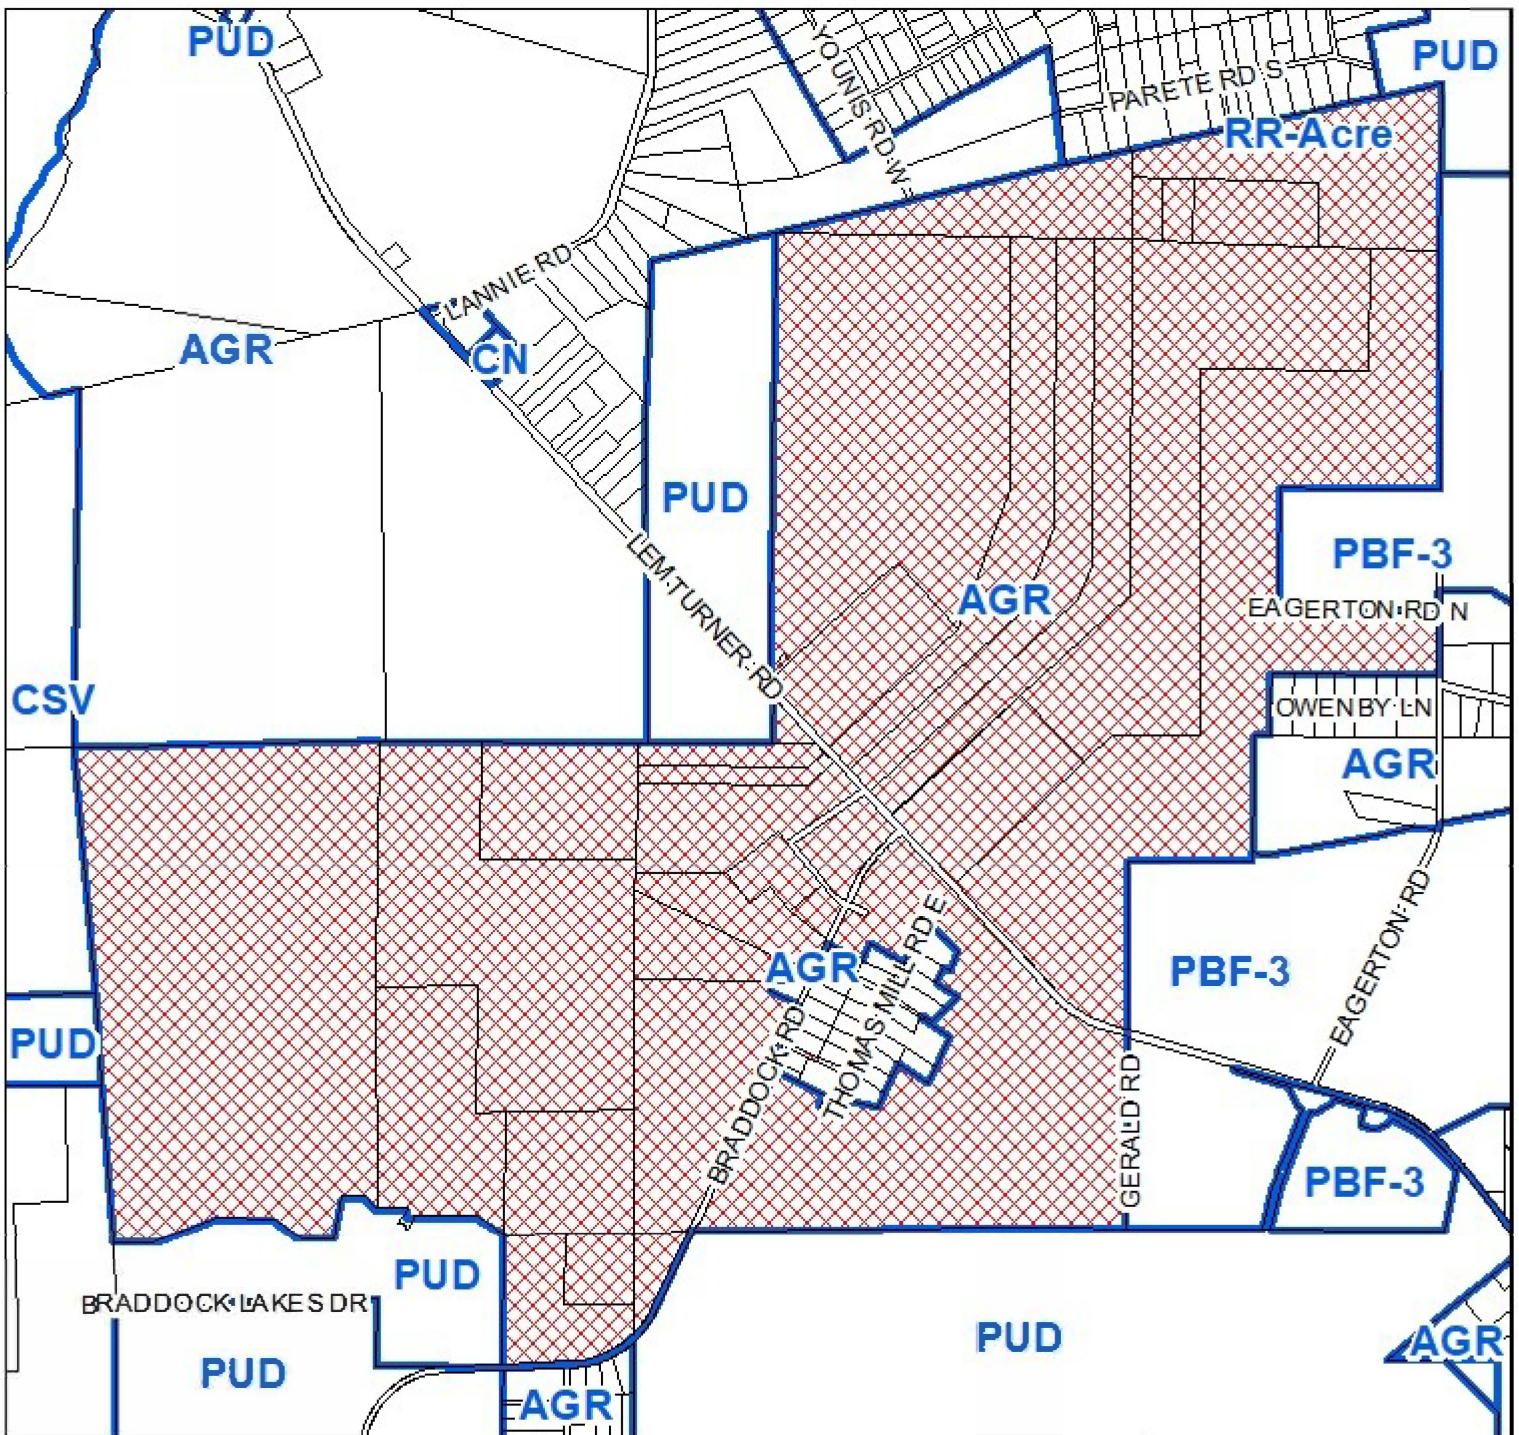 PUD
YOUNIS RD W
PARETE RD S
PUD
RR-Acre
LANNIE RD
AGR
CN
PUD
LEM TURNER RD
AGR
PBF-3
EAGERTON RD N
CSV
OWENBY LN
AGR
AGR
THOMAS MILL RD E
PBF-3
EAGERTON RD
PUD
BRADDOCK RD
GERALD RD
PBF-3
PUD
BRADDOCK LAKES DR
PUD
PUD
AGR
AGR